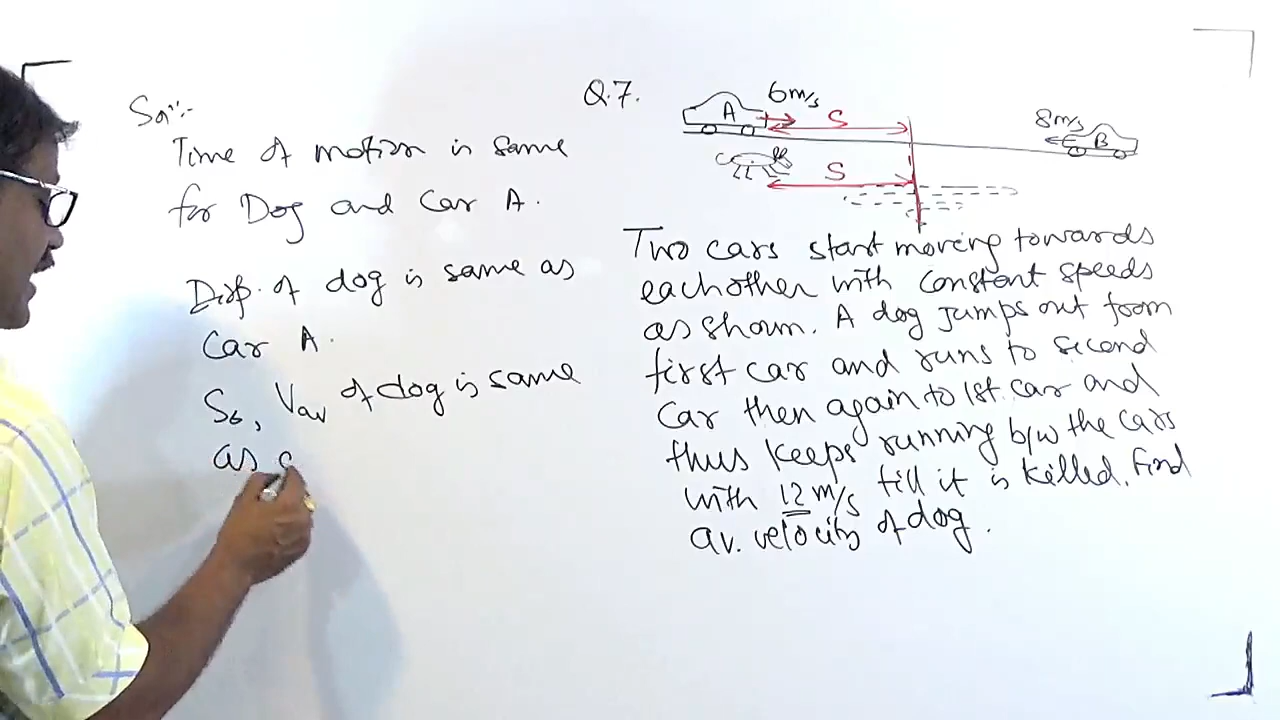 Soln:-
Time of motion is same
for Dog and Car A.
Disp. of dog is same as
Car A.
So, Vav of dog is same
as c
Q.7.
6m/s
A
S
8m/s
B
S
Two cars start moving towards
eachother with constant speeds
as shown. A dog jumps out from
first car and runs to second
car then again to 1st. car and
thus keeps running b/w the cars
with 12 m/s till it is killed. Find
av. velocity of dog.